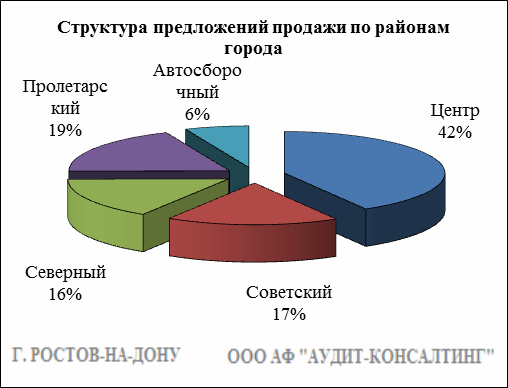 Структура предложений продажи по районам
города
Автосборо
чный
6%
Пролетарс
кий
19%
Центр
42%
Северный
16%
Советский
17%
Г. РОСТОВ-НА-ДОНУ
ООО АФ "АУДИТ-КОНСАЛТИНГ"